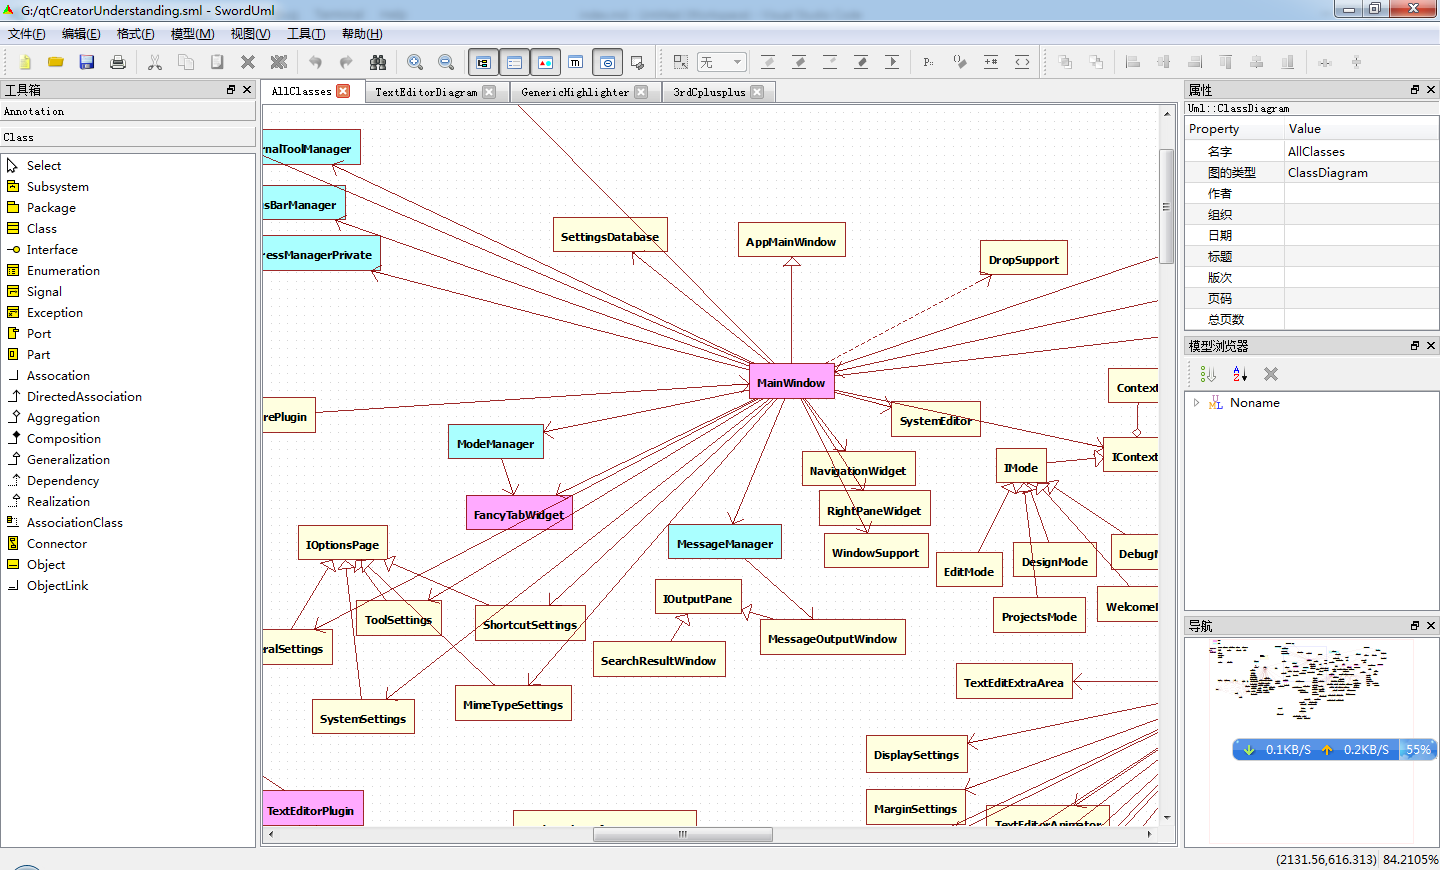 G:/qtCreatorUnderstanding.sml - SwordUml
文件(F) 编辑(E) 格式(F) 模型(M) 视图(V) 工具(T) 帮助(H)
无
工具箱
Annotation
Class
Select
Subsystem
Package
Class
Interface
Enumeration
Signal
Exception
Port
Part
Assocation
DirectedAssociation
Aggregation
Composition
Generalization
Dependency
Realization
AssociationClass
Connector
Object
ObjectLink
AllClasses TextEditorDiagram GenericHighlighter 3rdCplusplus
nalToolManager
sBarManager
ressManagerPrivate
SettingsDatabase
AppMainWindow
DropSupport
MainWindow
Context
rePlugin
SystemEditor
ModeManager
IContext
NavigationWidget
IMode
RightPaneWidget
FancyTabWidget
IOptionsPage
MessageManager
WindowSupport
EditMode
DesignMode
DebugM
IOutputPane
WelcomeM
ProjectsMode
ToolSettings
ShortcutSettings
MessageOutputWindow
ralSettings
SearchResultWindow
TextEditExtraArea
MimeTypeSettings
SystemSettings
DisplaySettings
MarginSettings
TextEditorPlugin
TextEditorAnimator
属性
Uml::ClassDiagram
Property Value
名字 AllClasses
图的类型 ClassDiagram
作者
组织
日期
标题
版次
页码
总页数
模型浏览器
Noname
导航
0.1KB/S 0.2KB/S 55%
(2131.56,616.313) 84.2105%